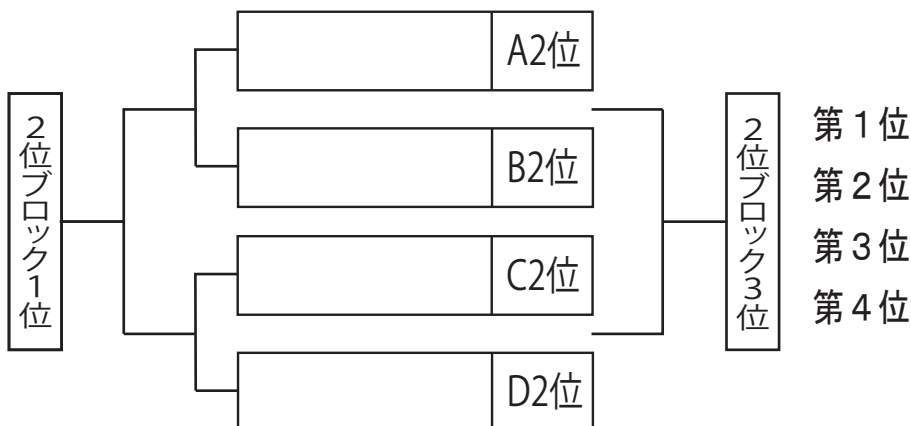 2位ブロック1位
A2位
B2位
C2位
D2位
2位ブロック3位
第１位
第２位
第３位
第４位